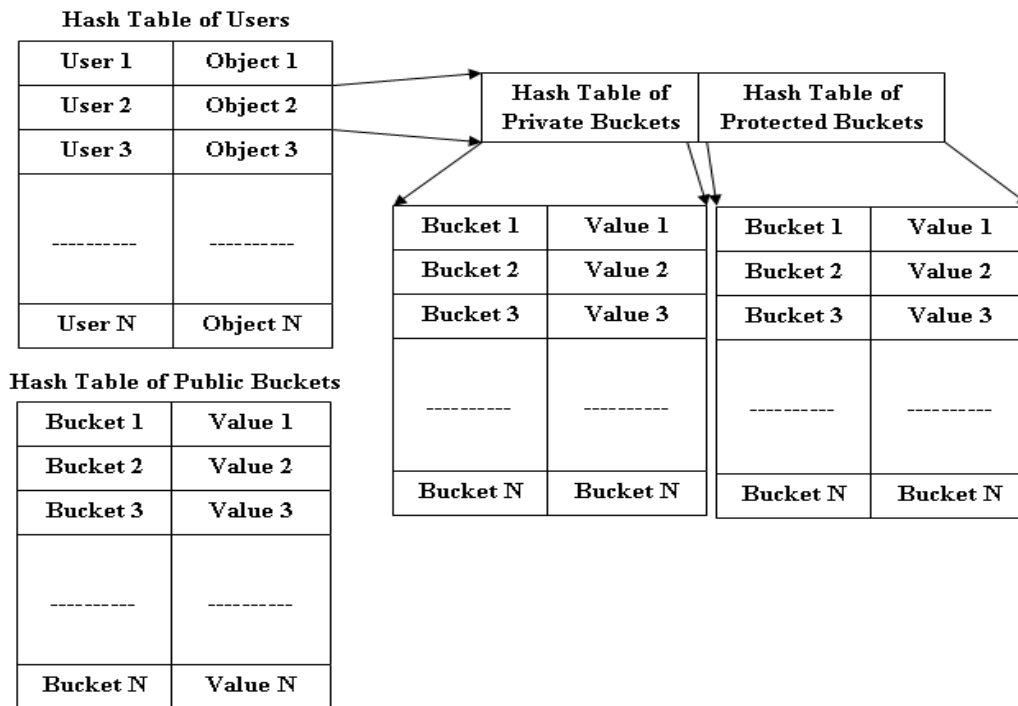 Hash Table of Users
User 1 Object 1
User 2 Object 2
User 3 Object 3
---------- ----------
User N Object N
Hash Table of Private Buckets Hash Table of Protected Buckets
Bucket 1 Value 1
Bucket 2 Value 2
Bucket 3 Value 3
---------- ----------
Bucket N Bucket N
Bucket 1 Value 1
Bucket 2 Value 2
Bucket 3 Value 3
---------- ----------
Bucket N Bucket N
Hash Table of Public Buckets
Bucket 1 Value 1
Bucket 2 Value 2
Bucket 3 Value 3
---------- ----------
Bucket N Value N